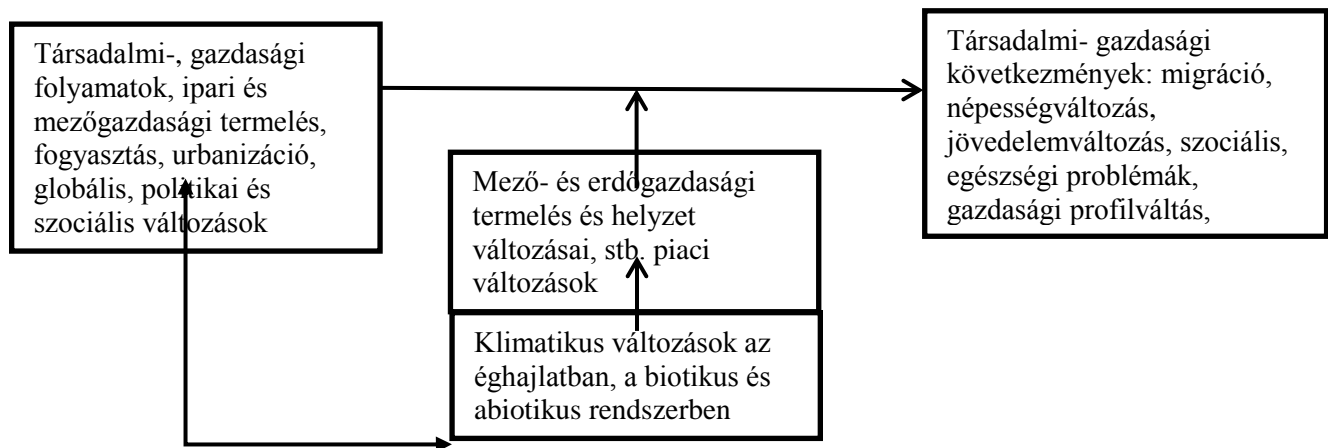 Társadalmi-, gazdasági
folyamatok, ipari és
mezőgazdasági termelés,
fogyasztás, urbanizáció,
globális, politikai és
szociális változások
Mező- és erdőgazdasági
termelés és helyzet
változásai, stb. piaci
változások
Klimatikus változások az
éghajlatban, a biotikus és
abiotikus rendszerben
Társadalmi- gazdasági
következmények: migráció,
népességváltozás,
jövedelemváltozás, szociális,
egészségi problémák,
gazdasági profilváltás,